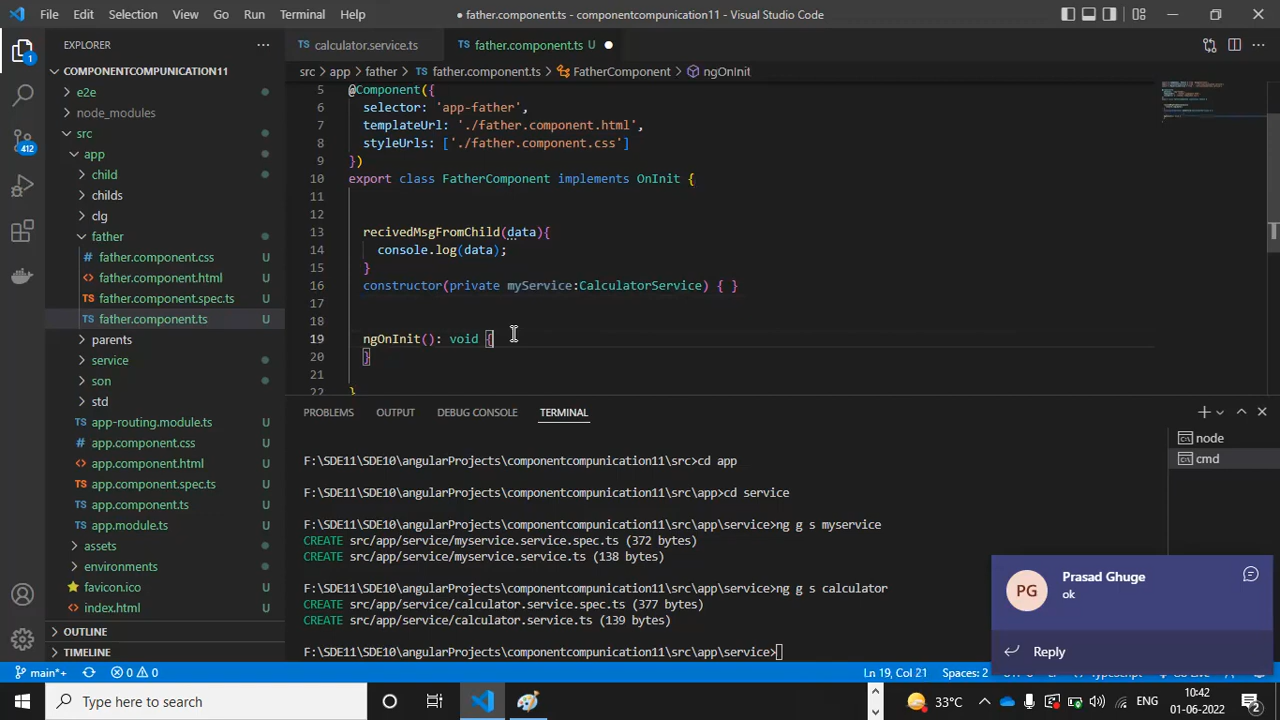 File Edit Selection View Go Run Terminal Help
● father.component.ts - componentcompunication11 - Visual Studio Code
EXPLORER
calculator.service.ts
TS father.component.ts U ●
COMPONENTCOMPUNICATION11
src > app > father > TS father.component.ts > FatherComponent > ngOnInit
1
412
e2e
node_modules
src
app
child
childs
clg
father
father.component.css U
father.component.html U
TS father.component.spec.ts U
TS father.component.ts U
parents
service
son
std
TS app-routing.module.ts U
app.component.css U
app.component.html U
TS app.component.spec.ts U
TS app.component.ts U
TS app.module.ts U
assets
environments
favicon.ico U
index.html U
OUTLINE
TIMELINE
5 @Component({
6 selector: 'app-father',
7 templateUrl: './father.component.html',
8 styleUrls: ['./father.component.css']
9 })
10 export class FatherComponent implements OnInit {
11
12
13 recivedMsgFromChild(data){
14 console.log(data);
15 }
16 constructor(private myService:CalculatorService) { }
17
18
19 ngOnInit(): void {
20 }
21
22 }
PROBLEMS OUTPUT DEBUG CONSOLE TERMINAL
node
cmd
F:\SDE11\SDE10\angularProjects\componentcompunication11\src>cd app
F:\SDE11\SDE10\angularProjects\componentcompunication11\src\app>cd service
F:\SDE11\SDE10\angularProjects\componentcompunication11\src\app\service>ng g s myservice
CREATE src/app/service/myservice.service.spec.ts (372 bytes)
CREATE src/app/service/myservice.service.ts (138 bytes)
F:\SDE11\SDE10\angularProjects\componentcompunication11\src\app\service>ng g s calculator
CREATE src/app/service/calculator.service.spec.ts (377 bytes)
CREATE src/app/service/calculator.service.ts (139 bytes)
F:\SDE11\SDE10\angularProjects\componentcompunication11\src\app\service>
PG
Prasad Ghuge
ok
Reply
main*+ 0 0 Ln 19, Col 21 Spaces: 2
Type here to search
33°C
ENG
10:42
01-06-2022
2